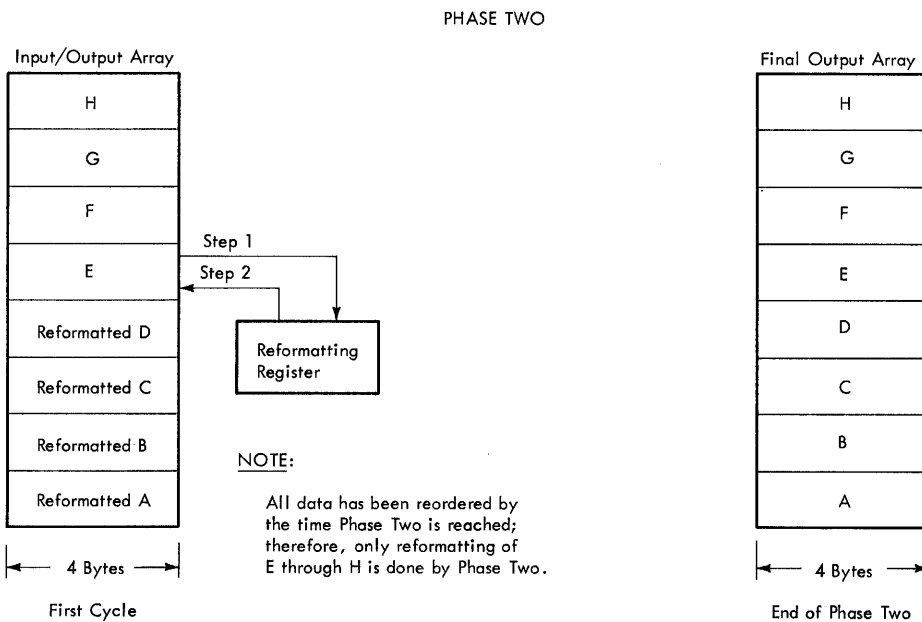 PHASE TWO
Input/Output Array
H
G
F
E
Reformatted D
Reformatted C
Reformatted B
Reformatted A
4 Bytes
First Cycle
Step 1
Step 2
Reformatting
Register
NOTE:
All data has been reordered by
the time Phase Two is reached;
therefore, only reformatting of
E through H is done by Phase Two.
Final Output Array
H
G
F
E
D
C
B
A
4 Bytes
End of Phase Two